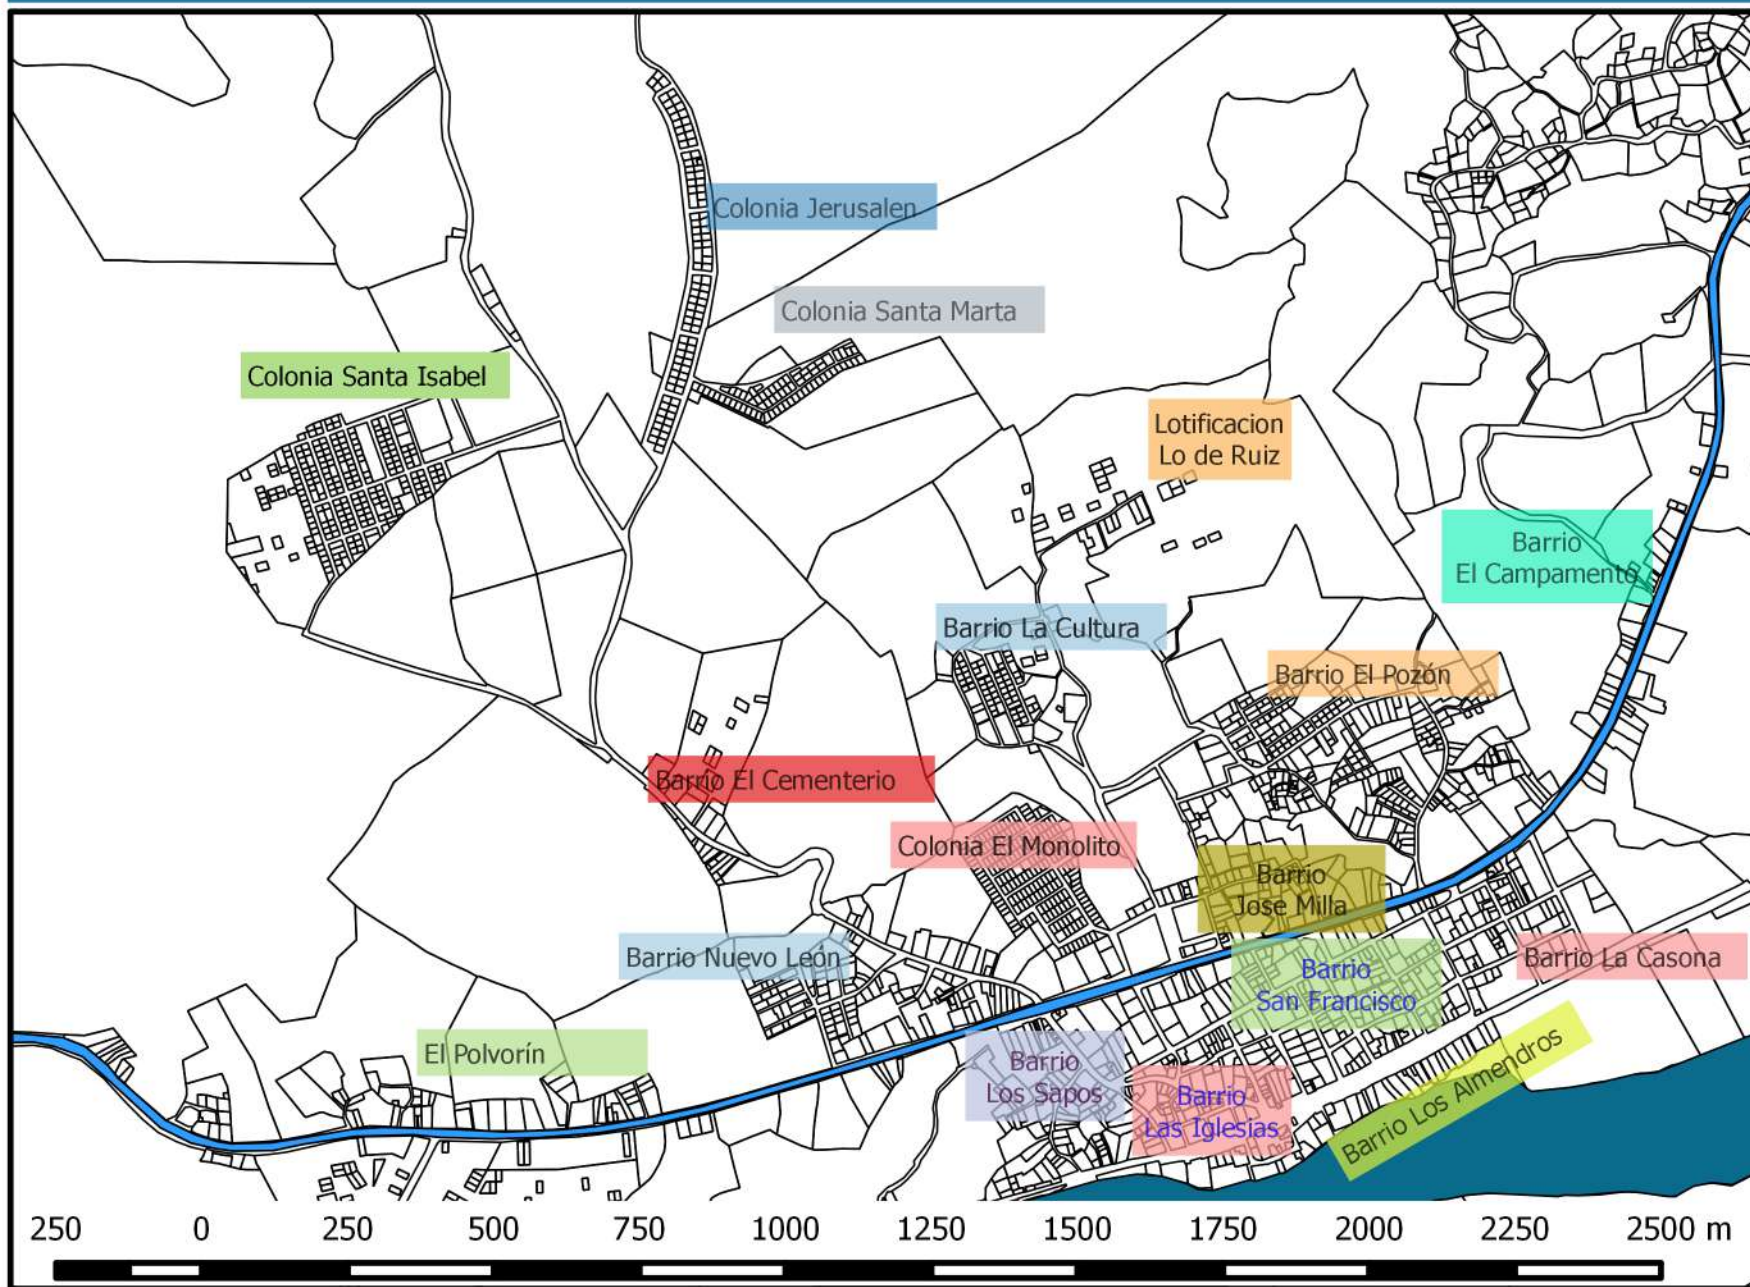 Colonia Jerusalen
Colonia Santa Marta
Colonia Santa Isabel
Lotificacion
Lo de Ruiz
Barrio
El Campamento
Barrio La Cultura
Barrio El Pozón
Barrio El Cementerio
Colonia El Monolito
Barrio
Jose Milla
Barrio Nuevo León
Barrio
San Francisco
Barrio La Casona
El Polvorín
Barrio
Los Sapos
Barrio
Las Iglesias
Barrio Los Almendros
250 0 250 500 750 1000 1250 1500 1750 2000 2250 2500 m